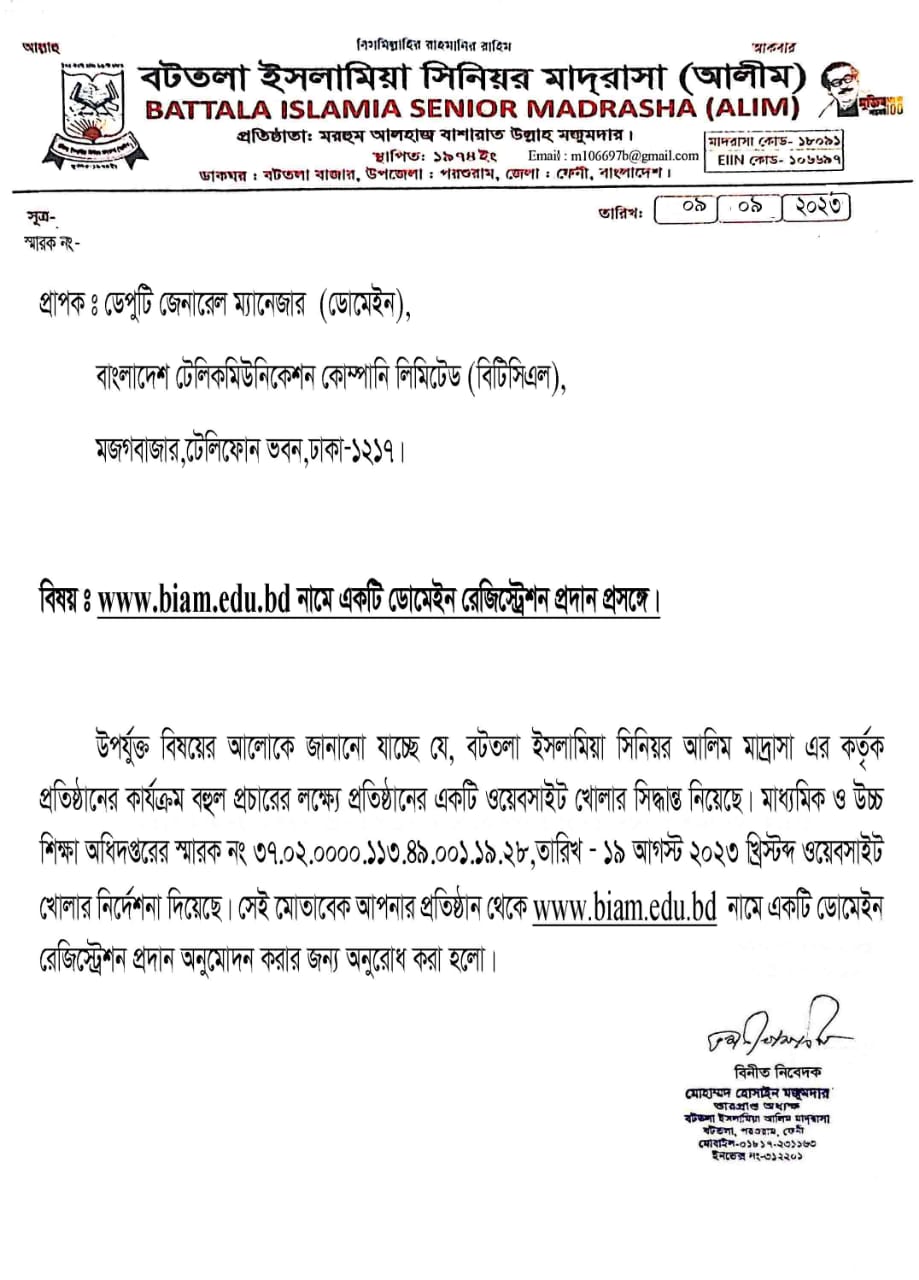 আল্লাহু বিসমিল্লাহির রাহমানির রাহিম আকবার
বটতলা ইসলামিয়া সিনিয়র মাদ্‌রাসা (আলীম)
BATTALA ISLAMIA SENIOR MADRASHA (ALIM)
প্রতিষ্ঠাতা: মরহুম আলহাজ্ব বাশারাত উল্লাহ মজুমদার।
স্থাপিত: ১৯৭৪ইং Email : m106697b@gmail.com
মাদরাসা কোড- ১৮০৯১
EIIN কোড- ১০৬৬৯৭
ডাকঘর : বটতলা বাজার, উপজেলা : পরশুরাম, জেলা : ফেনী, বাংলাদেশ।
সূত্র-
তারিখ: ০৯ ০৯ ২০২৩
স্মারক নং-
প্রাপক ঃ ডেপুটি জেনারেল ম্যানেজার (ডোমেইন),
বাংলাদেশ টেলিকমিউনিকেশন কোম্পানি লিমিটেড (বিটিসিএল),
মজগবাজার,টেলিফোন ভবন,ঢাকা-১২১৭।
বিষয় ঃ www.biam.edu.bd নামে একটি ডোমেইন রেজিস্ট্রেশন প্রদান প্রসঙ্গে।
উপর্যুক্ত বিষয়ের আলোকে জানানো যাচ্ছে যে, বটতলা ইসলামিয়া সিনিয়র আলিম মাদ্রাসা এর কর্তৃক
প্রতিষ্ঠানের কার্যক্রম বহুল প্রচারের লক্ষ্যে প্রতিষ্ঠানের একটি ওয়েবসাইট খোলার সিদ্ধান্ত নিয়েছে। মাধ্যমিক ও উচ্চ
শিক্ষা অধিদপ্তরের স্মারক নং ৩৭.০২.০০০০.১১৩.৪৯.০০১.১৯.২৮,তারিখ - ১৯ আগস্ট ২০২৩ খ্রিস্টব্দ ওয়েবসাইট
খোলার নির্দেশনা দিয়েছে। সেই মোতাবেক আপনার প্রতিষ্ঠান থেকে www.biam.edu.bd নামে একটি ডোমেইন
রেজিস্ট্রেশন প্রদান অনুমোদন করার জন্য অনুরোধ করা হলো।
বিনীত নিবেদক
মোহাম্মদ হোসাইন মজুমদার
ভারপ্রাপ্ত অধ্যক্ষ
বটতলা ইসলামিয়া আলিম মাদ্‌রাসা
বটতলা, পরশুরাম, ফেনী
মোবাইল-০১৮১৭-২৩১১৬৩
ইনডেক্স নং-৩১২২০১